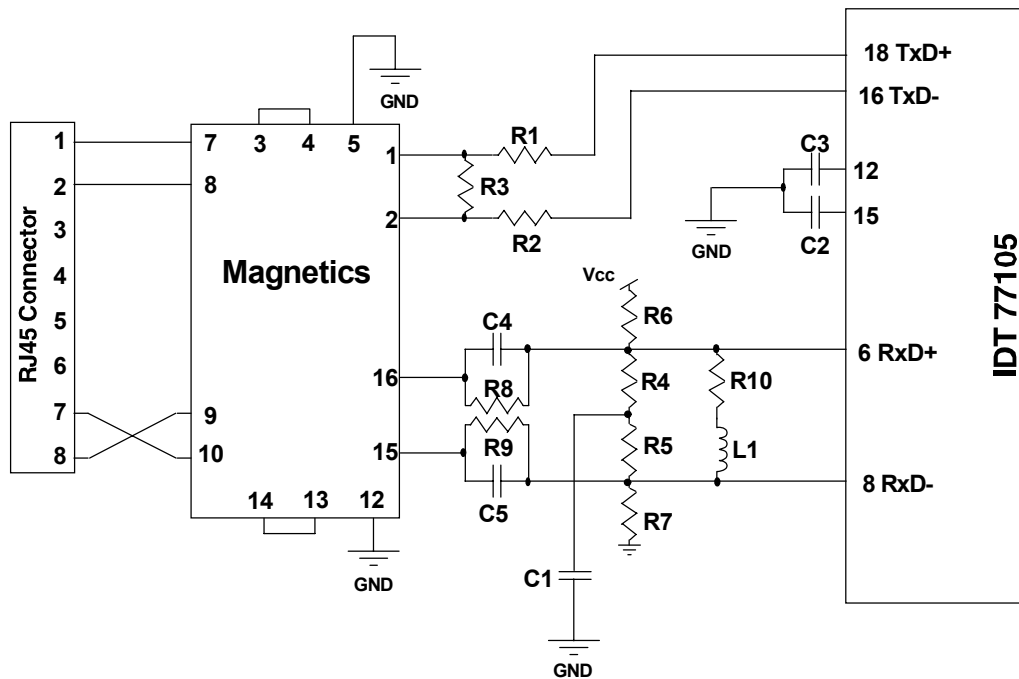 18 TxD+
16 TxD-
GND
1
2
3
4
5
6
7
8
RJ45 Connector
7
8
9
10
3
4
5
1
2
16
15
14
13
12
Magnetics
GND
R1
R3
R2
C3
12
15
C2
GND
Vcc
R6
C4
R8
R4
R10
6 RxD+
R9
R5
L1
C5
R7
8 RxD-
C1
GND
IDT 77105